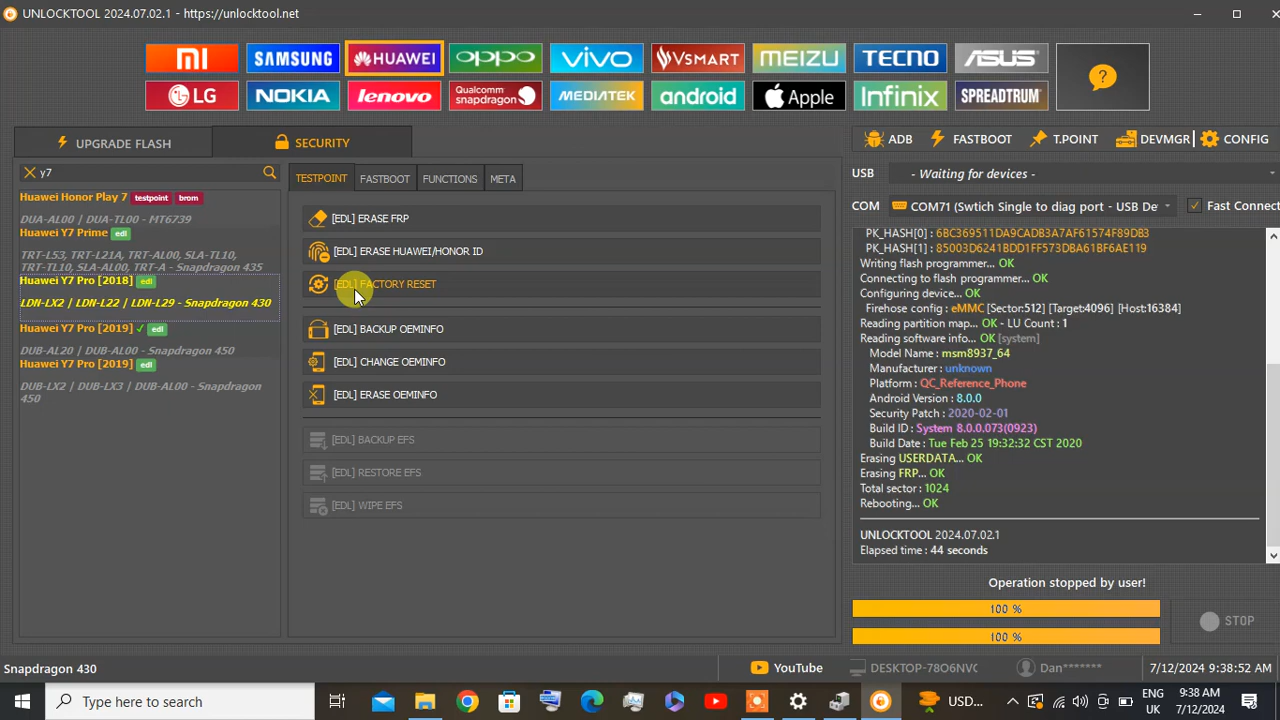 UNLOCKTOOL 2024.07.02.1 - https://unlocktool.net
mi SAMSUNG HUAWEI oppo vivo VSMART MEIZU TECNO ASUS ?
LG NOKIA lenovo Qualcomm snapdragon MEDIATEK android Apple Infinix SPREADTRUM
UPGRADE FLASH SECURITY
ADB FASTBOOT T.POINT DEVMGR CONFIG
y7
Huawei Honor Play 7 testpoint brom
DUA-AL00 | DUA-TL00 - MT6739
Huawei Y7 Prime edl
TRT-L53, TRT-L21A, TRT-SL10,
TRT-TL10, SLA-AL00, TRT-A - Snapdragon 435
Huawei Y7 Pro [2018] edl
LDN-LX2 | LDN-L22 | LDN-L29 - Snapdragon 430
Huawei Y7 Pro [2019] ✓ edl
DUB-AL20 | DUB-AL00 - Snapdragon 450
Huawei Y7 Pro [2019] edl
DUB-LX2 | DUB-LX3 | DUB-AL00 - Snapdragon
450
TESTPOINT FASTBOOT FUNCTIONS META
[EDL] ERASE FRP
[EDL] ERASE HUAWEI/HONOR ID
[EDL] FACTORY RESET
[EDL] BACKUP OEMINFO
[EDL] CHANGE OEMINFO
[EDL] ERASE OEMINFO
[EDL] BACKUP EFS
[EDL] RESTORE EFS
[EDL] WIPE EFS
USB - Waiting for devices -
COM COM71 (Swtich Single to diag port - USB De Fast Connect
PK_HASH[0] : 6BC369513DA9CADB3A7AF61574F89DB3
PK_HASH[1] : 85003D6241BDD1FF573DBA61BF6AE119
Writing flash programmer... OK
Connecting to flash programmer... OK
Configuring device... OK
Firehose config : eMMC [Sector:512] [Target:4096] [Host:16384]
Reading partition map... OK - LU Count : 1
Reading software info... OK [system]
Model Name : msm8937_64
Manufacturer : unknown
Platform : QC_Reference_Phone
Android Version : 8.0.0
Security Patch : 2020-02-01
Build ID : System 8.0.0.073(0923)
Build Date : Tue Feb 25 19:32:32 CST 2020
Erasing USERDATA... OK
Erasing FRP... OK
Total sector : 1024
Rebooting... OK
UNLOCKTOOL 2024.07.02.1
Elapsed time : 44 seconds
Operation stopped by user!
100 %
100 %
STOP
Snapdragon 430 YouTube DESKTOP-78O6NVC Dan******* 7/12/2024 9:38:52 AM
Type here to search USD... ENG 9:38 AM
UK 7/12/2024